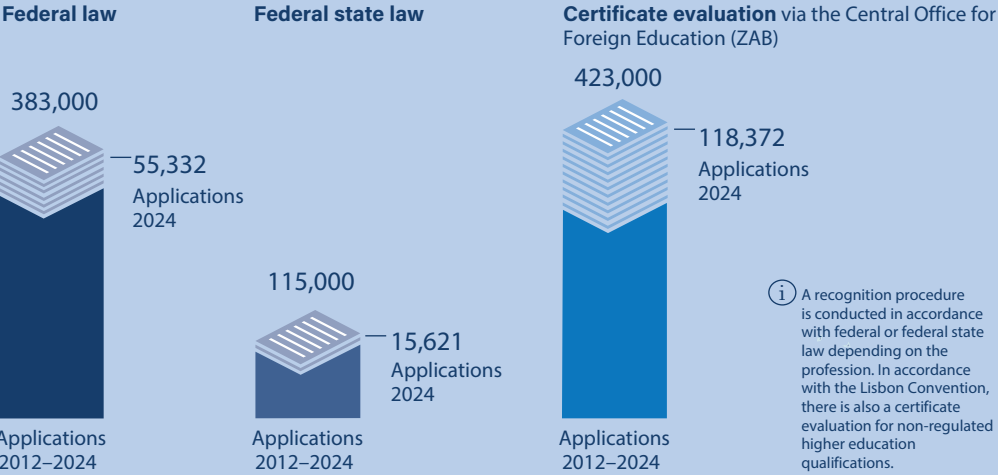 Federal law
383,000
55,332
Applications
2024
Applications
2012–2024
Federal state law
115,000
15,621
Applications
2024
Applications
2012–2024
Certificate evaluation via the Central Office for
Foreign Education (ZAB)
423,000
118,372
Applications
2024
Applications
2012–2024
i A recognition procedure
is conducted in accordance
with federal or federal state
law depending on the
profession. In accordance
with the Lisbon Convention,
there is also a certificate
evaluation for non-regulated
higher education
qualifications.